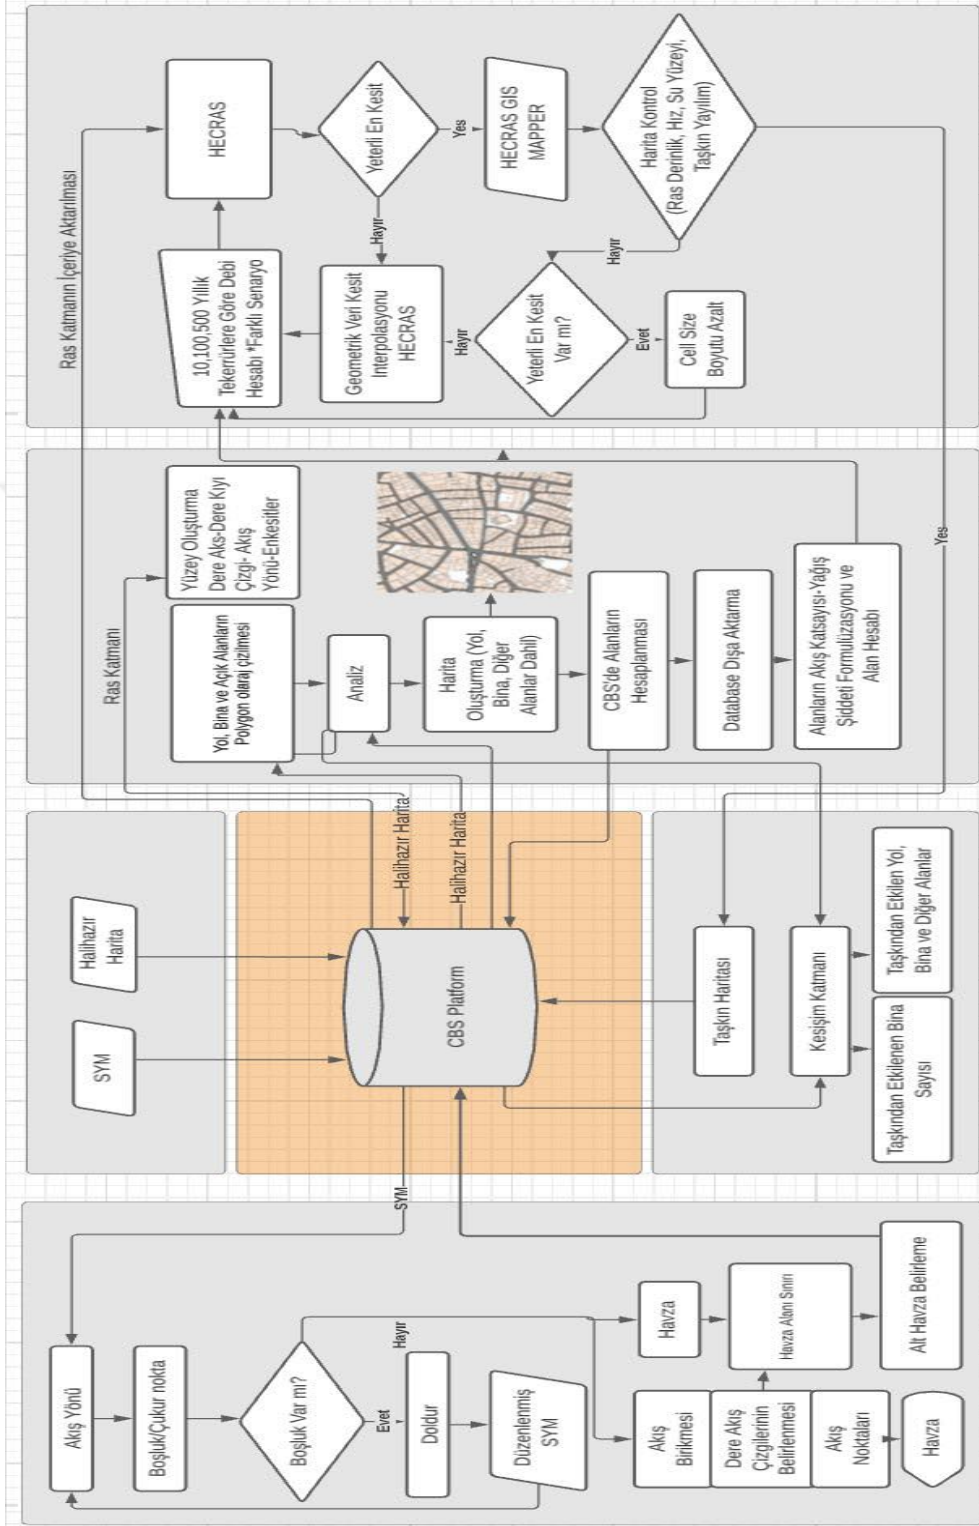 Akış Yönü
Boşluk/Çukur nokta
Boşluk Var mı?
Evet
Hayır
Doldur
Düzenlenmiş
SYM
Akış
Birikmesi
Dere Akış
Çizgilerinin
Belirlenmesi
Akış
Noktaları
Havza
Havza
Havza Alanı Sınırı
Alt Havza Belirleme
SYM
SYM
Halihazır
Harita
CBS Platform
Halihazır Harita
Halihazır Harita
Taşkın Haritası
Kesişim Katmanı
Taşkından Etkilenen Bina
Sayısı
Taşkından Etkilen Yol,
Bina ve Diğer Alanlar
Ras Katmanı
Yüzey Oluşturma
Dere Aks-Dere Kıyı
Çizgi- Akış
Yönü-Enkesitler
Yol, Bina ve Açık Alanların
Polygon olaraj çizilmesi
Analiz
Harita
Oluşturma (Yol,
Bina, Diğer
Alanlar Dahil)
CBS'de Alanların
Hesaplanması
Database Dışa Aktarma
Alanların Akış Katsayısı-Yağış
Şiddeti Formülüzasyonu ve
Alan Hesabı
Ras Katmanın İçeriye Aktarılması
10,100,500 Yıllık
Tekerrürlere Göre Debi
Hesabı *Farklı Senaryo
HECRAS
Yeterli En Kesit
Hayır
Yes
Geometrik Veri Kesit
Interpolasyonu
HECRAS
HECRAS GIS
MAPPER
Harita Kontrol
(Ras Derinlik, Hız, Su Yüzeyi,
Taşkın Yayılım)
Hayır
Yeterli En Kesit
Var mı?
Hayır
Evet
Cell Size
Boyutu Azalt
Yes